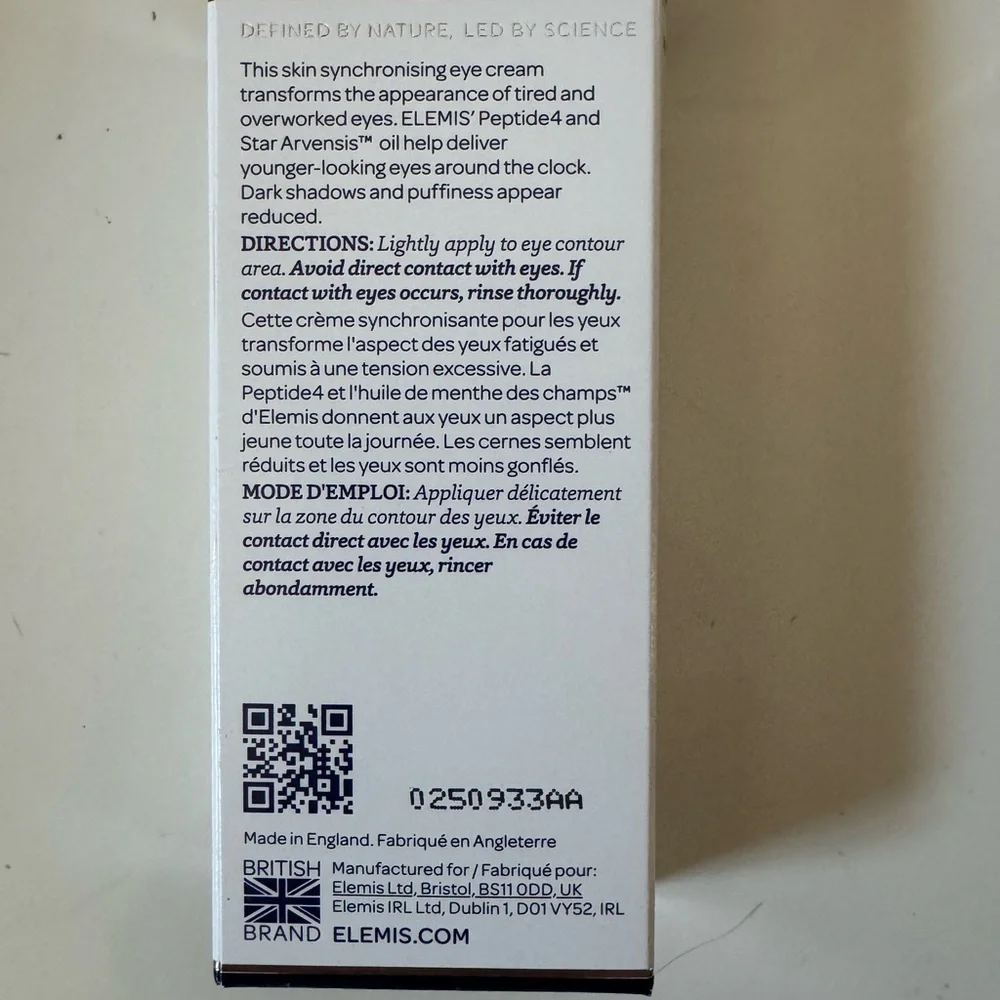 DEFINED BY NATURE, LED BY SCIENCE
This skin synchronising eye cream
transforms the appearance of tired and
overworked eyes. ELEMIS' Peptide4 and
Star Arvensis™ oil help deliver
younger-looking eyes around the clock.
Dark shadows and puffiness appear
reduced.
DIRECTIONS: Lightly apply to eye contour
area. Avoid direct contact with eyes. If
contact with eyes occurs, rinse thoroughly.
Cette crème synchronisante pour les yeux
transforme l'aspect des yeux fatigués et
soumis à une tension excessive. La
Peptide4 et l'huile de menthe des champs™
d'Elemis donnent aux yeux un aspect plus
jeune toute la journée. Les cernes semblent
réduits et les yeux sont moins gonflés.
MODE D'EMPLOI: Appliquer délicatement
sur la zone du contour des yeux. Éviter le
contact direct avec les yeux. En cas de
contact avec les yeux, rincer
abondamment.
0250933AA
Made in England. Fabriqué en Angleterre
BRITISH
BRAND
Manufactured for / Fabriqué pour:
Elemis Ltd, Bristol, BS11 0DD, UK
Elemis IRL Ltd, Dublin 1, D01 VY52, IRL
ELEMIS.COM